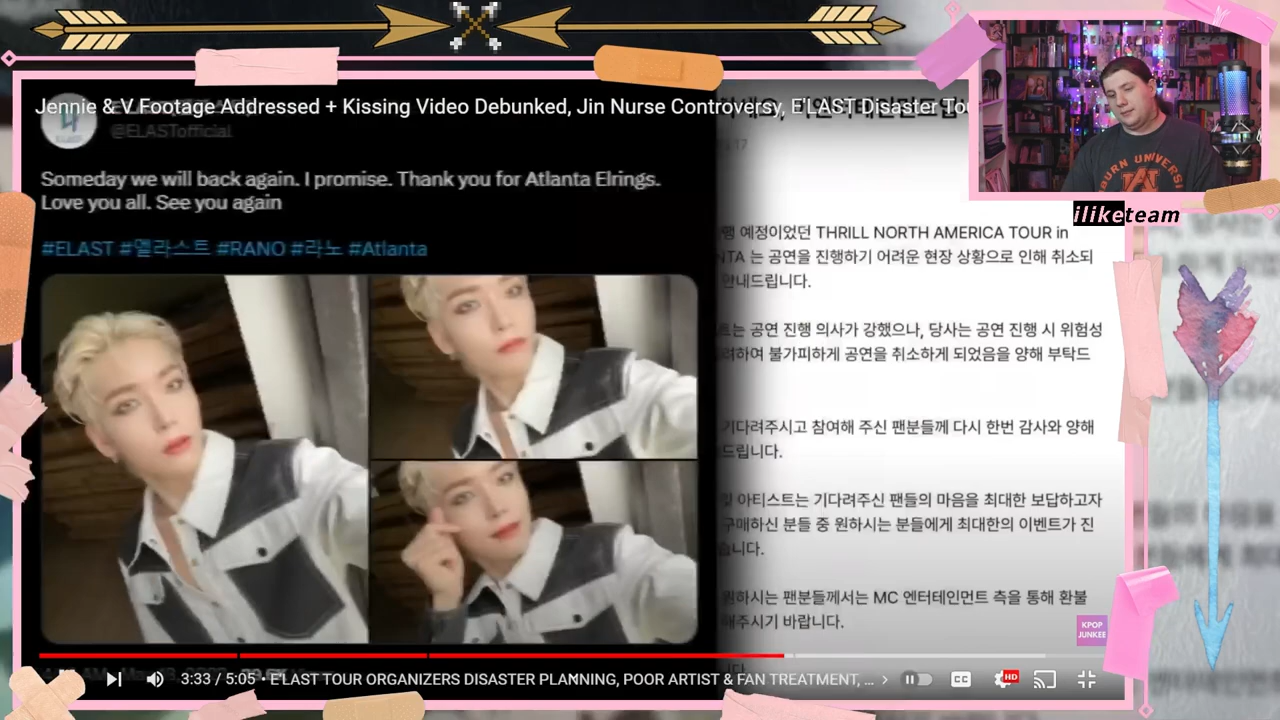 Jennie & V Footage Addressed + Kissing Video Debunked, Jin Nurse Controversy, E'LAST Disaster
@ELASTofficial
Someday we will back again. I promise. Thank you for Atlanta Elrings.
Love you all. See you again
#ELAST #엘라스트 #RANO #라노 #Atlanta
예정이었던 THRILL NORTH AMERICA TOUR in
는 공연을 진행하기 어려운 현장 상황으로 인해 취소되
안내드립니다.
공연 진행 의사가 강했으나, 당사는 공연 진행 시 위험성
불가피하게 공연을 취소하게 되었음을 양해 부탁드
기다려주시고 참여해 주신 팬분들께 다시 한번 감사와 양해
드립니다.
아티스트는 기다려주신 팬들의 마음을 최대한 보답하고자
구매하신 분들 중 원하시는 분들에게 최대한의 이벤트가 진
습니다.
원하시는 팬분들께서는 MC 엔터테인먼트 측을 통해 환불
해주시기 바랍니다.
KPOP
JUNKEE
3:33 / 5:05 • E'LAST TOUR ORGANIZERS DISASTER PLANNING, POOR ARTIST & FAN TREATMENT, ...
CC
HD
BURN UNIVERSI
iliketeam